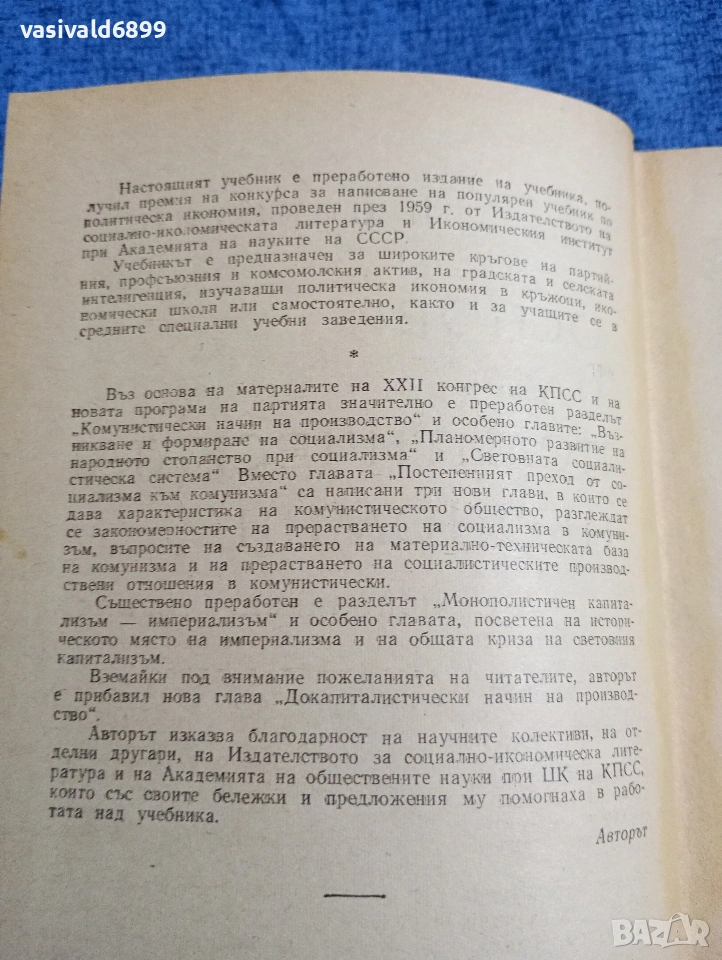 vasivald6899
Настоящият учебник е преработено издание на учебника, по-
лучил премия на конкурса за написване на популярен учебник по
политическа икономия, проведен през 1959 г. от Издателството на
социално-икономическата литература и Икономическия институт
при Академията на науките на СССР.
Учебникът е предназначен за широките кръгове на партий-
ния, профсъюзния и комсомолския актив, на градската и селската
интелигенция, изучаващи политическа икономия в кръжоци, ико-
номически школи или самостоятелно, както и за учащите се в
средните специални учебни заведения.
*
Въз основа на материалите на XXII конгрес на КПСС и на
новата програма на партията значително е преработен разделът
„Комунистически начин на производство“ и особено главите: „Въз-
никване и формиране на социализма“, „Планомерното развитие на
народното стопанство при социализма“ и „Световната социали-
стическа система“ Вместо главата „Постепенният преход от со-
циализма към комунизма“ са написани три нови глави, в които се
дава характеристика на комунистическото общество, разглеждат
се закономерностите на прерастването на социализма в комуни-
зъм, въпросите на създаването на материално-техническата база
на комунизма и на прерастването на социалистическите производ-
ствени отношения в комунистически.
Съществено преработен е разделът „Монополистичен капита-
лизъм — империализъм“ и особено главата, посветена на истори-
ческото място на империализма и на общата криза на световния
капитализъм.
Вземайки под внимание пожеланията на читателите, авторът
е прибавил нова глава „Докапиталистически начин на производ-
ство“.
Авторът изказва благодарност на научните колективи, на от-
делни другари, на Издателството за социално-икономическа лите-
ратура и на Академията на обществените науки при ЦК на КПСС,
които със своите бележки и предложения му помогнаха в рабо-
тата над учебника.
Авторът
BAZAR